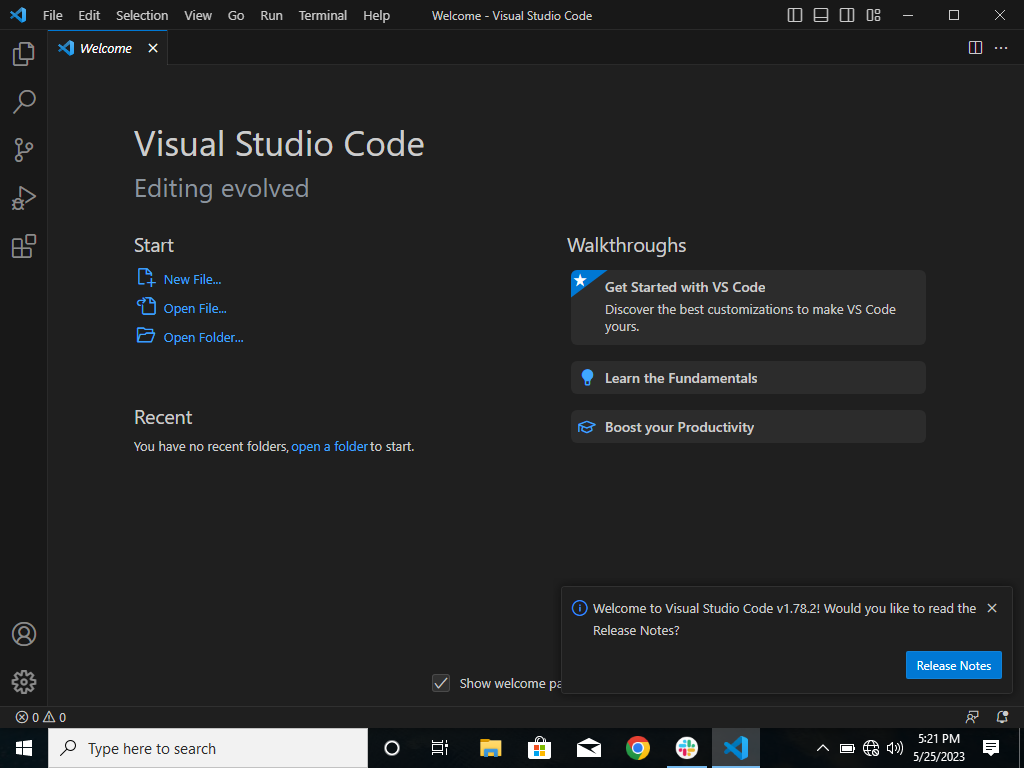 File Edit Selection View Go Run Terminal Help Welcome - Visual Studio Code
Welcome
Visual Studio Code
Editing evolved
Start
New File...
Open File...
Open Folder...
Recent
You have no recent folders, open a folder to start.
Walkthroughs
Get Started with VS Code
Discover the best customizations to make VS Code
yours.
Learn the Fundamentals
Boost your Productivity
Welcome to Visual Studio Code v1.78.2! Would you like to read the
Release Notes?
Release Notes
Show welcome pa
0 0
Type here to search
5:21 PM
5/25/2023